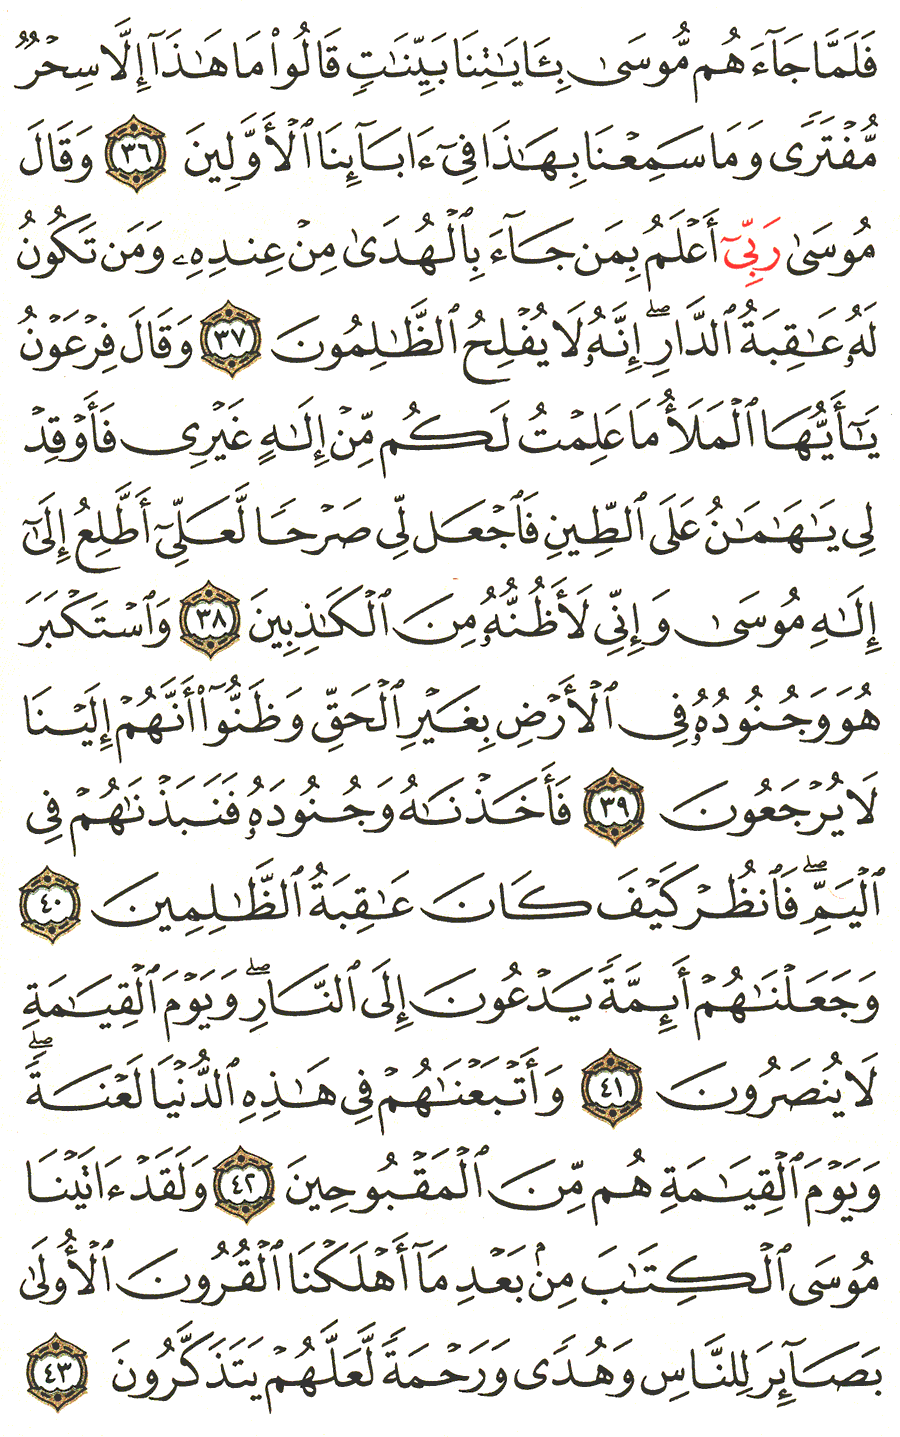 فَلَمَّا جَآءَهُم مُّوسَىٰ بِـَٔايَٰتِنَا بَيِّنَٰتٍ قَالُوا۟ مَا هَٰذَآ إِلَّا سِحْرٌ
مُّفْتَرًى وَمَا سَمِعْنَا بِهَٰذَا فِىٓ ءَابَآئِنَا ٱلْأَوَّلِينَ ٣٦ وَقَالَ
مُوسَىٰ رَبِّىٓ أَعْلَمُ بِمَن جَآءَ بِٱلْهُدَىٰ مِنْ عِندِهِۦ وَمَن تَكُونُ
لَهُۥ عَٰقِبَةُ ٱلدَّارِ ۖ إِنَّهُۥ لَا يُفْلِحُ ٱلظَّٰلِمُونَ ٣٧ وَقَالَ فِرْعَوْنُ
يَٰٓأَيُّهَا ٱلْمَلَأُ مَا عَلِمْتُ لَكُم مِّنْ إِلَٰهٍ غَيْرِى فَأَوْقِدْ
لِى يَٰهَٰمَٰنُ عَلَى ٱلطِّينِ فَٱجْعَل لِّى صَرْحًا لَّعَلِّىٓ أَطَّلِعُ إِلَىٰٓ
إِلَٰهِ مُوسَىٰ وَإِنِّى لَأَظُنُّهُۥ مِنَ ٱلْكَٰذِبِينَ ٣٨ وَٱسْتَكْبَرَ
هُوَ وَجُنُودُهُۥ فِى ٱلْأَرْضِ بِغَيْرِ ٱلْحَقِّ وَظَنُّوٓا۟ أَنَّهُمْ إِلَيْنَا
لَا يُرْجَعُونَ ٣٩ فَأَخَذْنَٰهُ وَجُنُودَهُۥ فَنَبَذْنَٰهُمْ فِى
ٱلْيَمِّ ۖ فَٱنظُرْ كَيْفَ كَانَ عَٰقِبَةُ ٱلظَّٰلِمِينَ ٤٠
وَجَعَلْنَٰهُمْ أَئِمَّةً يَدْعُونَ إِلَى ٱلنَّارِ ۖ وَيَوْمَ ٱلْقِيَٰمَةِ
لَا يُنصَرُونَ ٤١ وَأَتْبَعْنَٰهُمْ فِى هَٰذِهِ ٱلدُّنْيَا لَعْنَةً ۖ
وَيَوْمَ ٱلْقِيَٰمَةِ هُم مِّنَ ٱلْمَقْبُوحِينَ ٤٢ وَلَقَدْ ءَاتَيْنَا
مُوسَى ٱلْكِتَٰبَ مِنۢ بَعْدِ مَآ أَهْلَكْنَا ٱلْقُرُونَ ٱلْأُولَىٰ
بَصَآئِرَ لِلنَّاسِ وَهُدًى وَرَحْمَةً لَّعَلَّهُمْ يَتَذَكَّرُونَ ٤٣